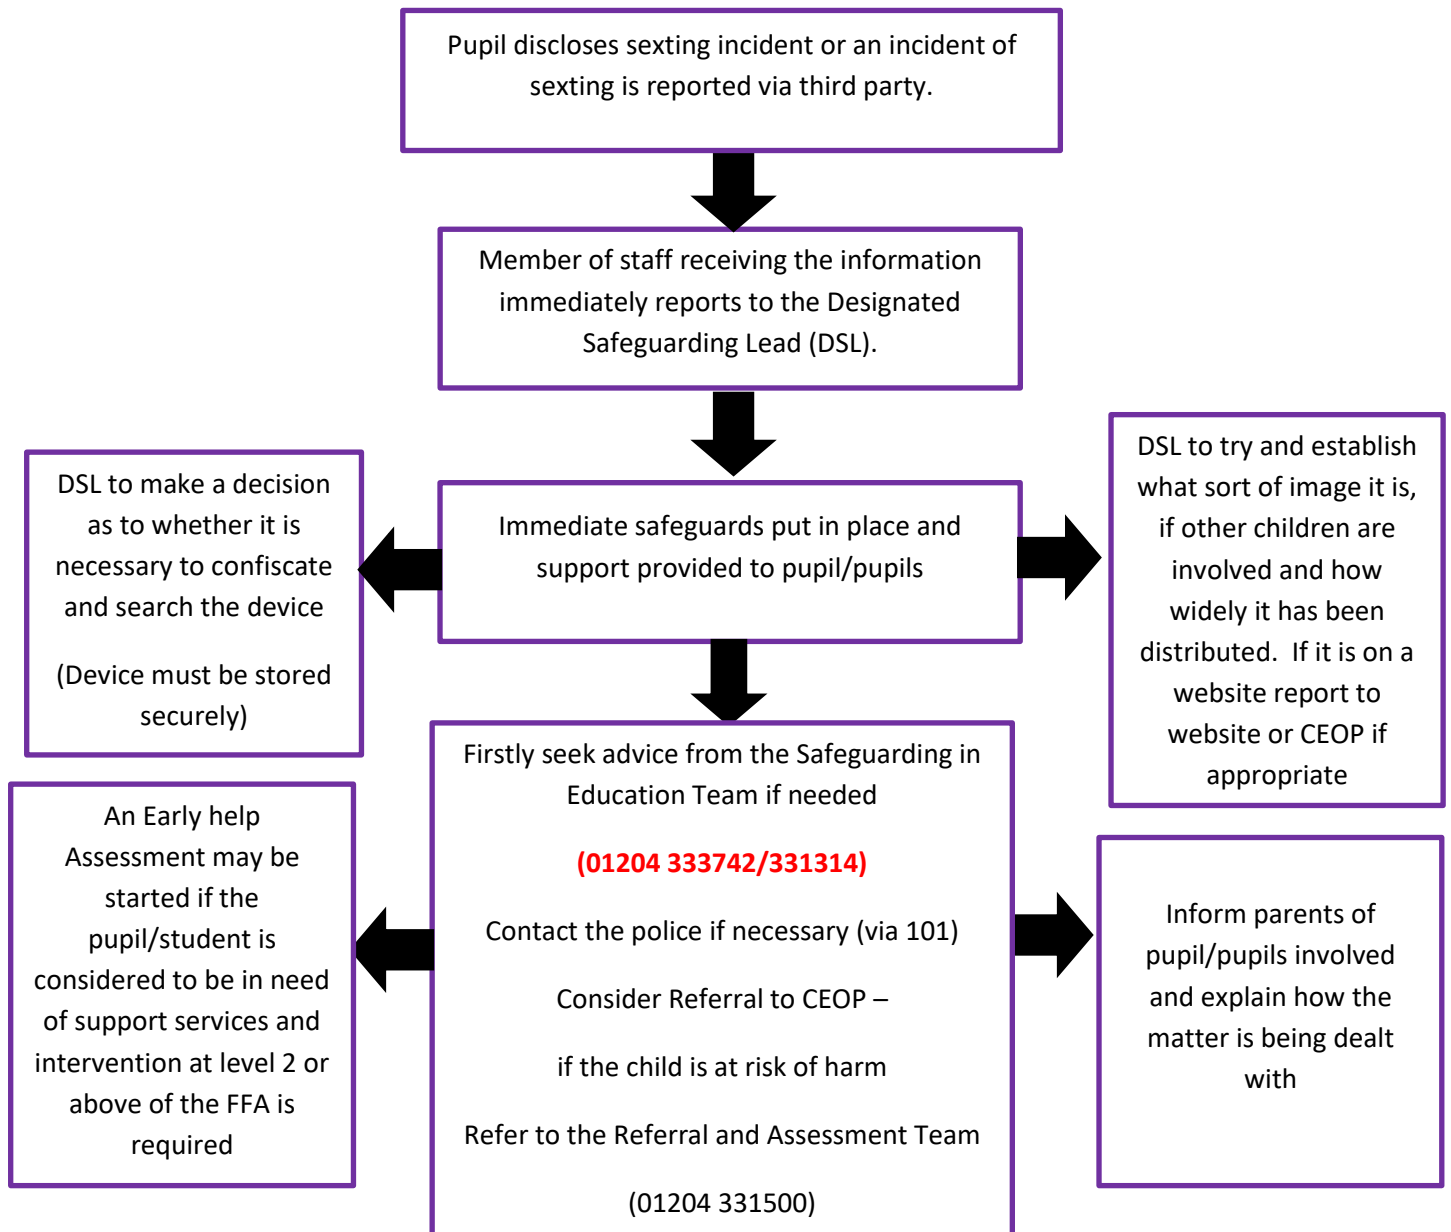 Pupil discloses sexting incident or an incident of
sexting is reported via third party.
Member of staff receiving the information
immediately reports to the Designated
Safeguarding Lead (DSL).
DSL to make a decision
as to whether it is
necessary to confiscate
and search the device
(Device must be stored
securely)
Immediate safeguards put in place and
support provided to pupil/pupils
DSL to try and establish
what sort of image it is,
if other children are
involved and how
widely it has been
distributed.  If it is on a
website report to
website or CEOP if
appropriate
An Early help
Assessment may be
started if the
pupil/student is
considered to be in need
of support services and
intervention at level 2 or
above of the FFA is
required
Firstly seek advice from the Safeguarding in
Education Team if needed
(01204 333742/331314)
Contact the police if necessary (via 101)
Consider Referral to CEOP –
if the child is at risk of harm
Refer to the Referral and Assessment Team
(01204 331500)
Inform parents of
pupil/pupils involved
and explain how the
matter is being dealt
with